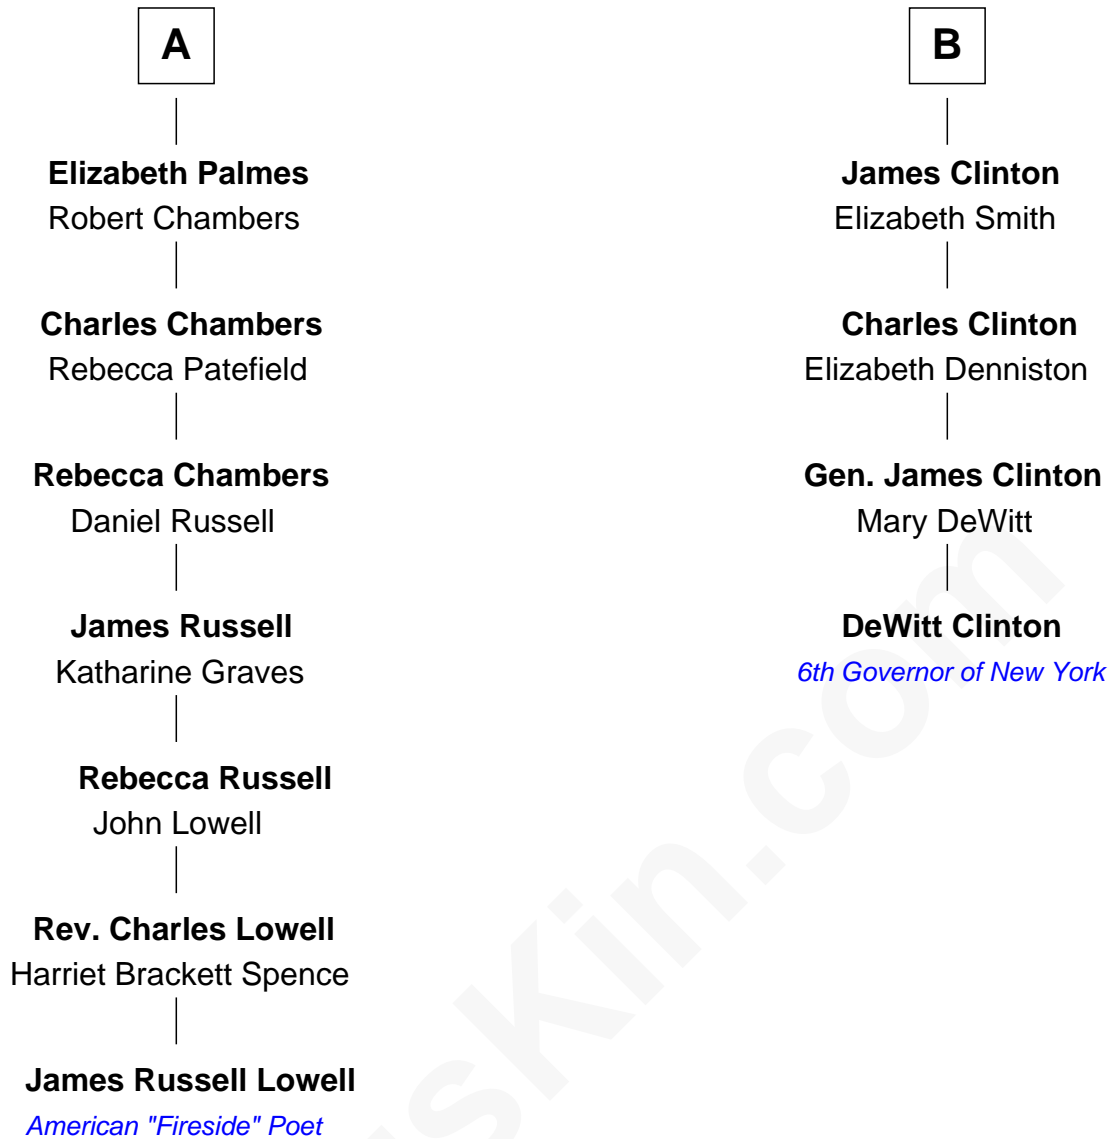 A
Elizabeth Palmes
Robert Chambers
Charles Chambers
Rebecca Patefield
Rebecca Chambers
Daniel Russell
James Russell
Katharine Graves
Rebecca Russell
John Lowell
Rev. Charles Lowell
Harriet Brackett Spence
James Russell Lowell
American "Fireside" Poet
B
James Clinton
Elizabeth Smith
Charles Clinton
Elizabeth Denniston
Gen. James Clinton
Mary DeWitt
DeWitt Clinton
6th Governor of New York
sKin.com